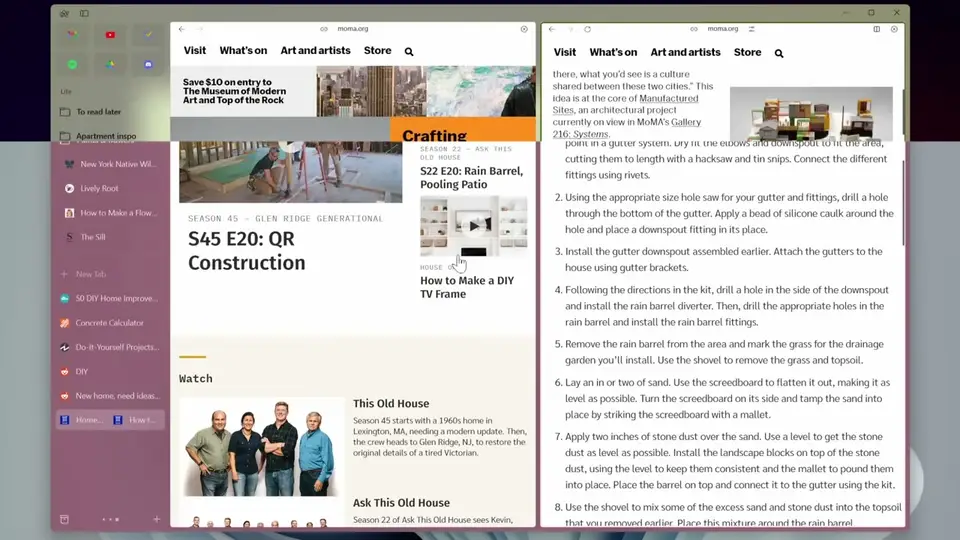 moma.org
moma.org
Life
To read later
Apartment inspo
New York Native Wil...
Lively Root
How to Make a Flow...
The Sill
New Tab
50 DIY Home Improve...
Concrete Calculator
Do-It-Yourself Projects...
DIY
New home, need ideas...
Home...
How t...
Visit
What's on
Art and artists
Store
Save $10 on entry to
The Museum of Modern
Art and Top of the Rock
Crafting
SEASON 22 – ASK THIS
OLD HOUSE
S22 E20: Rain Barrel,
Pooling Patio
SEASON 45 – GLEN RIDGE GENERATIONAL
S45 E20: QR
Construction
HOUSE
How to Make a DIY
TV Frame
Watch
This Old House
Season 45 starts with a 1960s home in
Lexington, MA, needing a modern update. Then,
the crew heads to Glen Ridge, NJ, to restore the
original details of a tired Victorian.
Ask This Old House
Season 22 of Ask This Old House sees Kevin,
Visit
What's on
Art and artists
Store
there, what you'd see is a culture
shared between these two cities." This
idea is at the core of Manufactured
Sites, an architectural project
currently on view in MoMA's Gallery
216: Systems.
point in a gutter system. Dry fit the elbows and downspout to fit the area,
cutting them to length with a hacksaw and tin snips. Connect the different
fittings using rivets.
2. Using the appropriate size hole saw for your gutter and fittings, drill a hole
through the bottom of the gutter. Apply a bead of silicone caulk around the
hole and place a downspout fitting in its place.
3. Install the gutter downspout assembled earlier. Attach the gutters to the
house using gutter brackets.
4. Following the directions in the kit, drill a hole in the side of the downspout
and install the rain barrel diverter. Then, drill the appropriate holes in the
rain barrel and install the rain barrel fittings.
5. Remove the rain barrel from the area and mark the grass for the drainage
garden you'll install. Use the shovel to remove the grass and topsoil.
6. Lay an in or two of sand. Use the screedboard to flatten it out, making it as
level as possible. Turn the screedboard on its side and tamp the sand into
place by striking the screedboard with a mallet.
7. Apply two inches of stone dust over the sand. Use a level to get the stone
dust as level as possible. Install the landscape blocks on top of the stone
dust, using the level to keep them consistent and the mallet to pound them
into place. Place the barrel on top and connect it to the gutter using the kit.
8. Use the shovel to mix some of the excess sand and stone dust into the topsoil
that you removed earlier. Place this mixture around the rain barrel